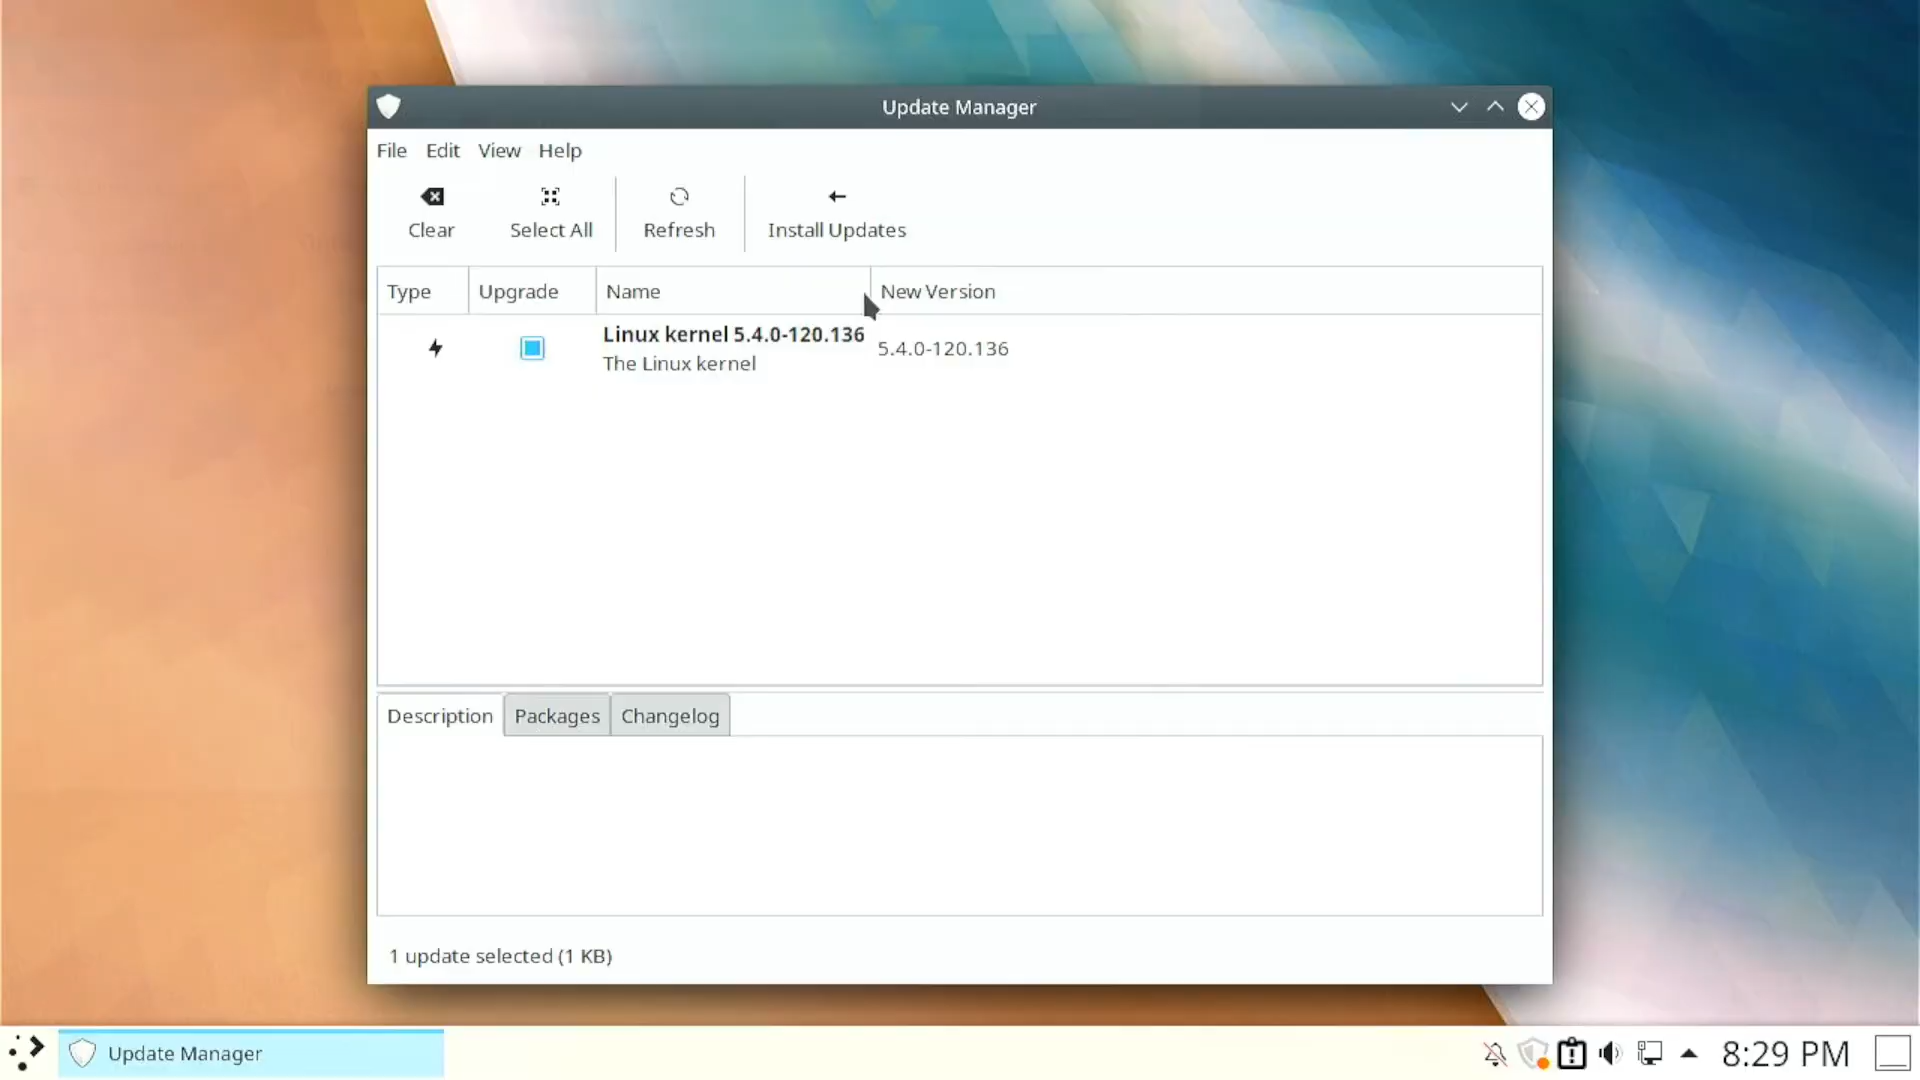 Update Manager
File Edit View Help
Clear Select All Refresh Install Updates
Type Upgrade Name New Version
Linux kernel 5.4.0-120.136
The Linux kernel
5.4.0-120.136
Description Packages Changelog
1 update selected (1 KB)
Update Manager
8:29 PM